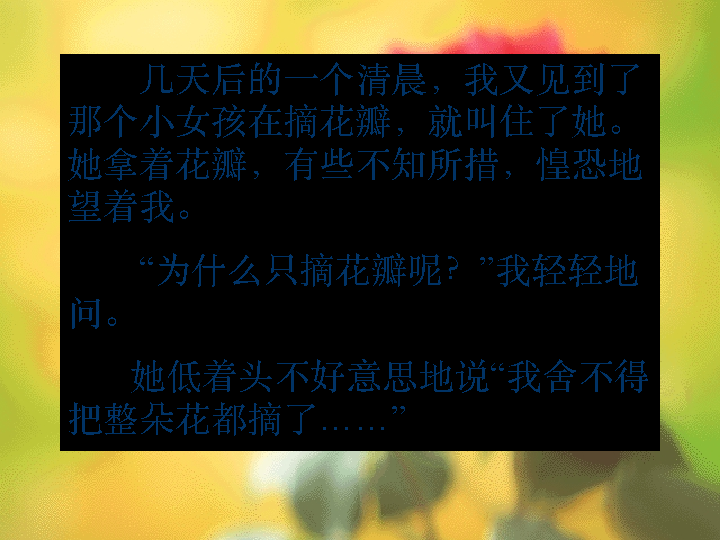 几天后的一个清晨，我又见到了
那个小女孩在摘花瓣，就叫住了她。
她拿着花瓣，有些不知所措，惶恐地
望着我。
“为什么只摘花瓣呢？”我轻轻地
问。
她低着头不好意思地说“我舍不得
把整朵花都摘了……”